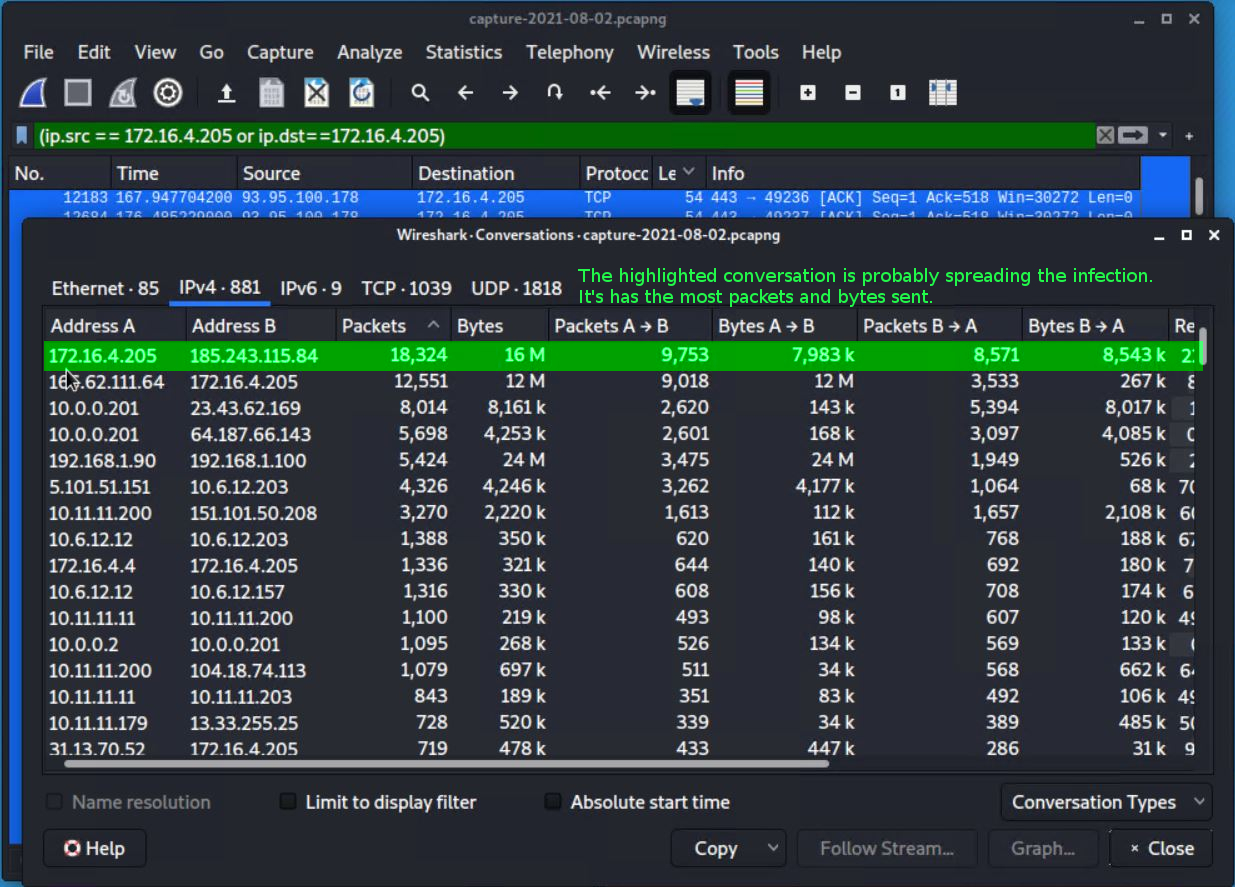 capture-2021-08-02.pcapng
File Edit View Go Capture Analyze Statistics Telephony Wireless Tools Help
(ip.src == 172.16.4.205 or ip.dst==172.16.4.205)
No. Time Source Destination Protocc Le Info
12183 167.947704200 93.95.100.178 172.16.4.205 TCP 54 443 → 49236 [ACK] Seq=1 Ack=518 Win=30272 Len=0
12684 176.485229000 93.95.100.178 172.16.4.205 TCP 54 443 → 49237 [ACK] Seq=1 Ack=518 Win=30272 Len=0
Wireshark · Conversations · capture-2021-08-02.pcapng
The highlighted conversation is probably spreading the infection.
It's has the most packets and bytes sent.
Ethernet · 85 IPv4 · 881 IPv6 · 9 TCP · 1039 UDP · 1818
Address A Address B Packets Bytes Packets A → B Bytes A → B Packets B → A Bytes B → A Re
172.16.4.205 185.243.115.84 18,324 16 M 9,753 7,983 k 8,571 8,543 k
62.111.64 172.16.4.205 12,551 12 M 9,018 12 M 3,533 267 k
10.0.0.201 23.43.62.169 8,014 8,161 k 2,620 143 k 5,394 8,017 k
10.0.0.201 64.187.66.143 5,698 4,253 k 2,601 168 k 3,097 4,085 k
192.168.1.90 192.168.1.100 5,424 24 M 3,475 24 M 1,949 526 k
5.101.51.151 10.6.12.203 4,326 4,246 k 3,262 4,177 k 1,064 68 k
10.11.11.200 151.101.50.208 3,270 2,220 k 1,613 112 k 1,657 2,108 k
10.6.12.12 10.6.12.203 1,388 350 k 620 161 k 768 188 k
172.16.4.4 172.16.4.205 1,336 321 k 644 140 k 692 180 k
10.6.12.12 10.6.12.157 1,316 330 k 608 156 k 708 174 k
10.11.11.11 10.11.11.200 1,100 219 k 493 98 k 607 120 k
10.0.0.2 10.0.0.201 1,095 268 k 526 134 k 569 133 k
10.11.11.200 104.18.74.113 1,079 697 k 511 34 k 568 662 k
10.11.11.11 10.11.11.203 843 189 k 351 83 k 492 106 k
10.11.11.179 13.33.255.25 728 520 k 339 34 k 389 485 k
31.13.70.52 172.16.4.205 719 478 k 433 447 k 286 31 k
Name resolution Limit to display filter Absolute start time Conversation Types
Help Copy Follow Stream... Graph... Close